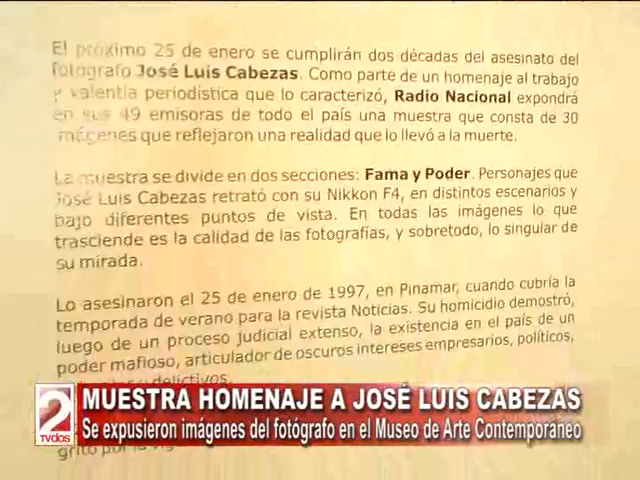 El próximo 25 de enero se cumplirán dos décadas del asesinato del
fotógrafo José Luis Cabezas. Como parte de un homenaje al trabajo
y valentía periodística que lo caracterizó, Radio Nacional expondrá
en sus 49 emisoras de todo el país una muestra que consta de 30
imágenes que reflejaron una realidad que lo llevó a la muerte.
La muestra se divide en dos secciones: Fama y Poder. Personajes que
José Luis Cabezas retrató con su Nikkon F4, en distintos escenarios y
bajo diferentes puntos de vista. En todas las imágenes lo que
trasciende es la calidad de las fotografías, y sobretodo, lo singular de
su mirada.
Lo asesinaron el 25 de enero de 1997, en Pinamar, cuando cubría la
temporada de verano para la revista Noticias. Su homicidio demostró,
luego de un proceso judicial extenso, la existencia en el país de un
poder mafioso, articulador de oscuros intereses empresarios, políticos,
delictivos.
2
TVdos
MUESTRA HOMENAJE A JOSÉ LUIS CABEZAS
Se expusieron imágenes del fotógrafo en el Museo de Arte Contemporáneo
grito por la